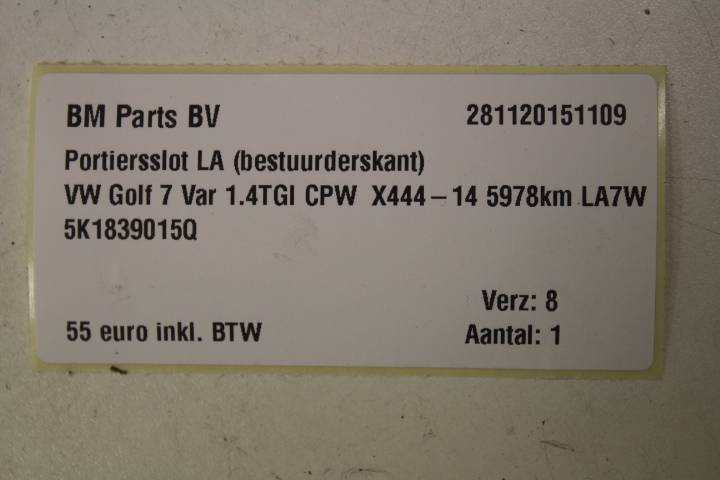 BM Parts BV 281120151109
Portiersslot LA (bestuurderskant)
VW Golf 7 Var 1.4TGI CPW X444 – 14 5978km LA7W
5K1839015Q
Verz: 8
55 euro inkl. BTW Aantal: 1